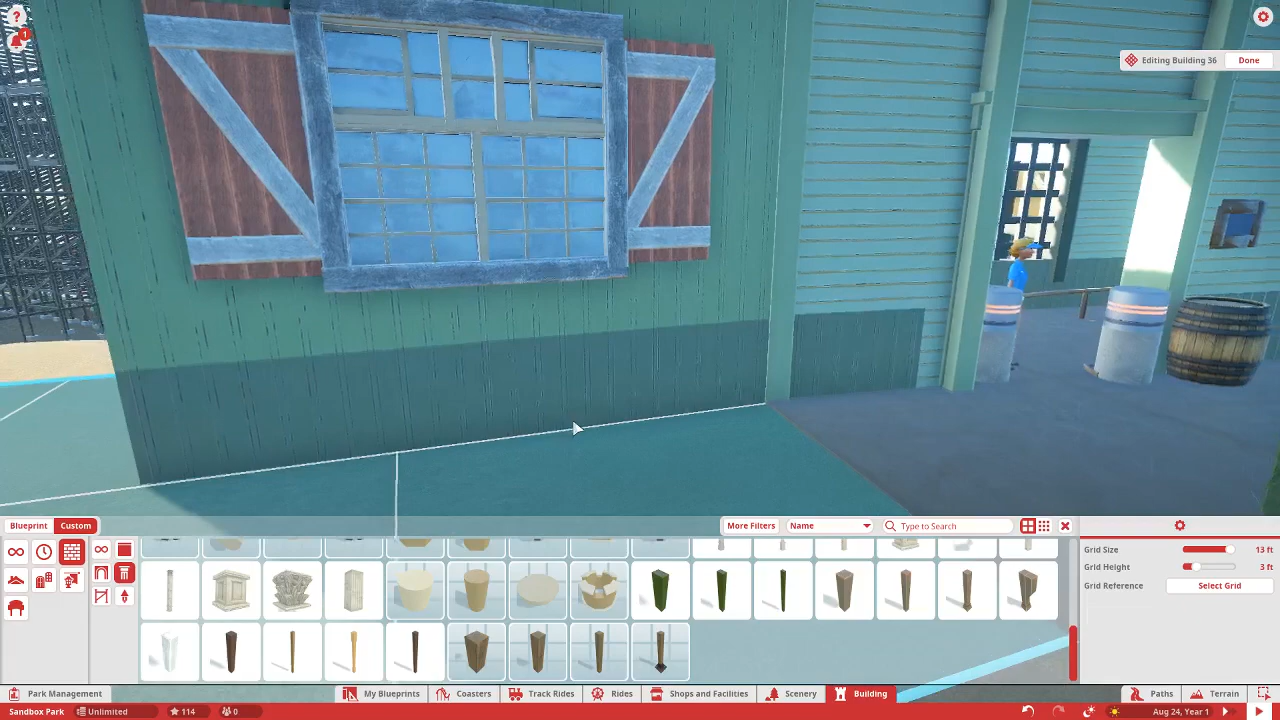 ?
1
Editing Building 36 Done
Blueprint Custom More Filters Name Type to Search
Grid Size 13 ft
Grid Height 3 ft
Grid Reference Select Grid
Park Management My Blueprints Coasters Track Rides Rides Shops and Facilities Scenery Building Paths Terrain
Sandbox Park Unlimited 114 0 Aug 24, Year 1